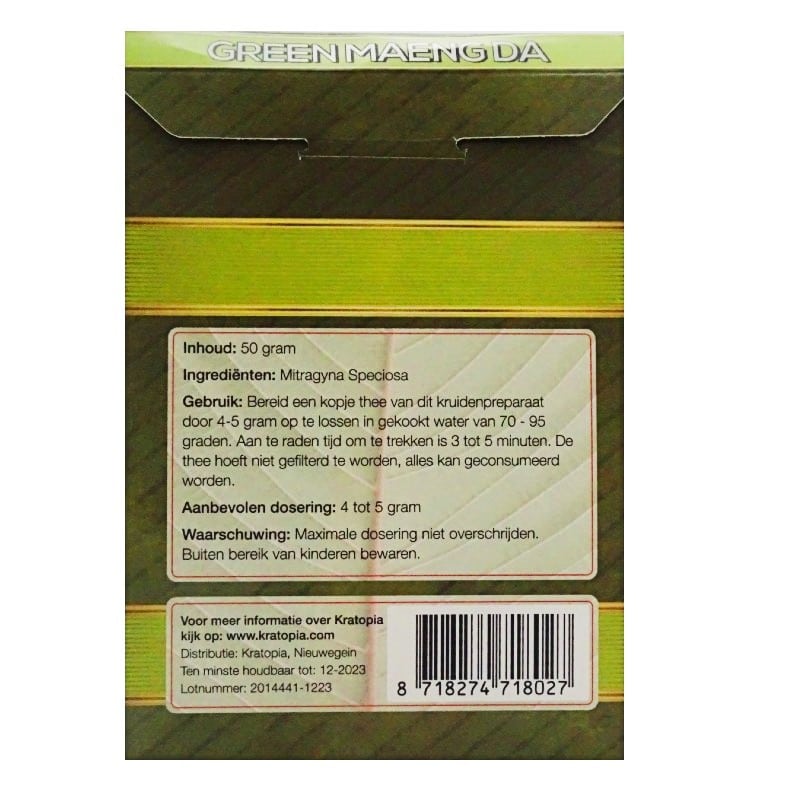 GREEN MAENG DA
Inhoud: 50 gram
Ingrediënten: Mitragyna Speciosa
Gebruik: Bereid een kopje thee van dit kruidenpreparaat
door 4-5 gram op te lossen in gekookt water van 70 - 95
graden. Aan te raden tijd om te trekken is 3 tot 5 minuten. De
thee hoeft niet gefilterd te worden, alles kan geconsumeerd
worden.
Aanbevolen dosering: 4 tot 5 gram
Waarschuwing: Maximale dosering niet overschrijden.
Buiten bereik van kinderen bewaren.
Voor meer informatie over Kratopia
kijk op: www.kratopia.com
Distributie: Kratopia, Nieuwegein
Ten minste houdbaar tot: 12-2023
Lotnummer: 2014441-1223
8 718274 718027